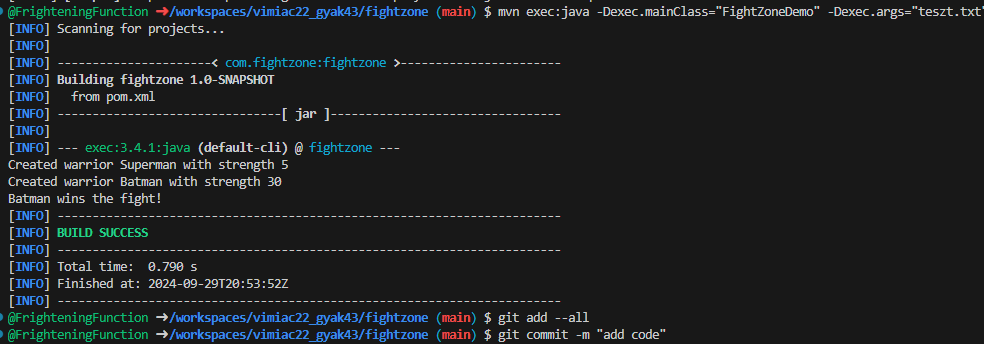 @FrighteningFunction ➜/workspaces/vimiac22_gyak43/fightzone (main) $ mvn exec:java -Dexec.mainClass="FightZoneDemo" -Dexec.args="teszt.txt"
[INFO] Scanning for projects...
[INFO]
[INFO] ----------------------< com.fightzone:fightzone >-----------------------
[INFO] Building fightzone 1.0-SNAPSHOT
[INFO]   from pom.xml
[INFO] --------------------------------[ jar ]---------------------------------
[INFO]
[INFO] --- exec:3.4.1:java (default-cli) @ fightzone ---
Created warrior Superman with strength 5
Created warrior Batman with strength 30
Batman wins the fight!
[INFO] ------------------------------------------------------------------------
[INFO] BUILD SUCCESS
[INFO] ------------------------------------------------------------------------
[INFO] Total time:  0.790 s
[INFO] Finished at: 2024-09-29T20:53:52Z
[INFO] ------------------------------------------------------------------------
@FrighteningFunction ➜/workspaces/vimiac22_gyak43/fightzone (main) $ git add --all
@FrighteningFunction ➜/workspaces/vimiac22_gyak43/fightzone (main) $ git commit -m "add code"